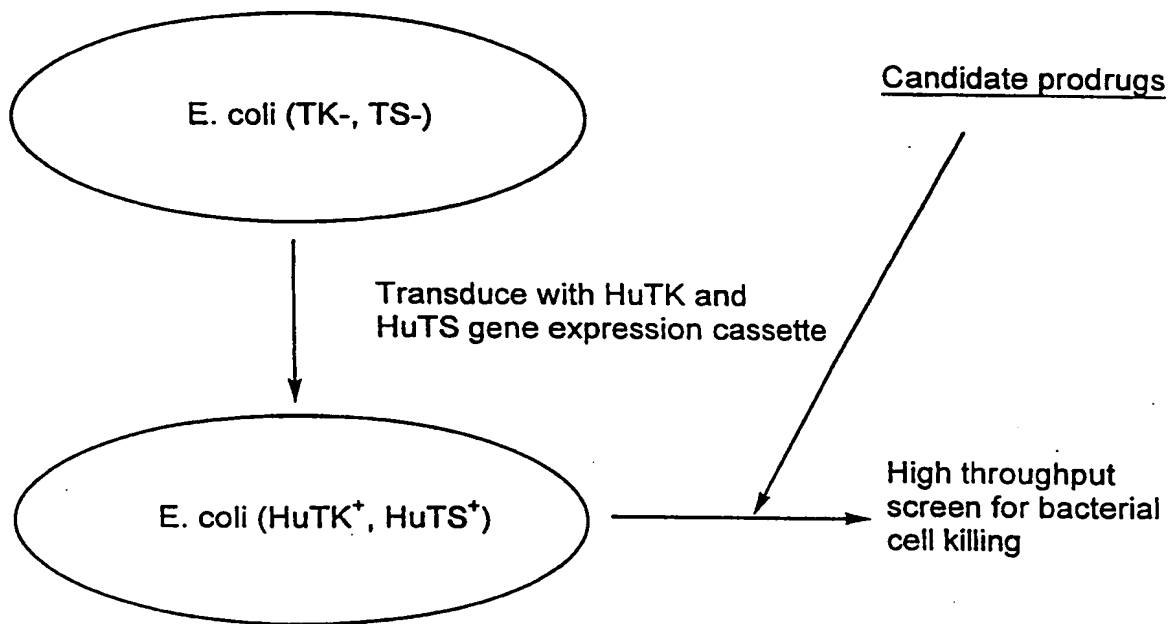 E. coli (TK-, TS-)
Candidate prodrugs
Transduce with HuTK and
HuTS gene expression cassette
E. coli (HuTK⁺, HuTS⁺)
High throughput
screen for bacterial
cell killing